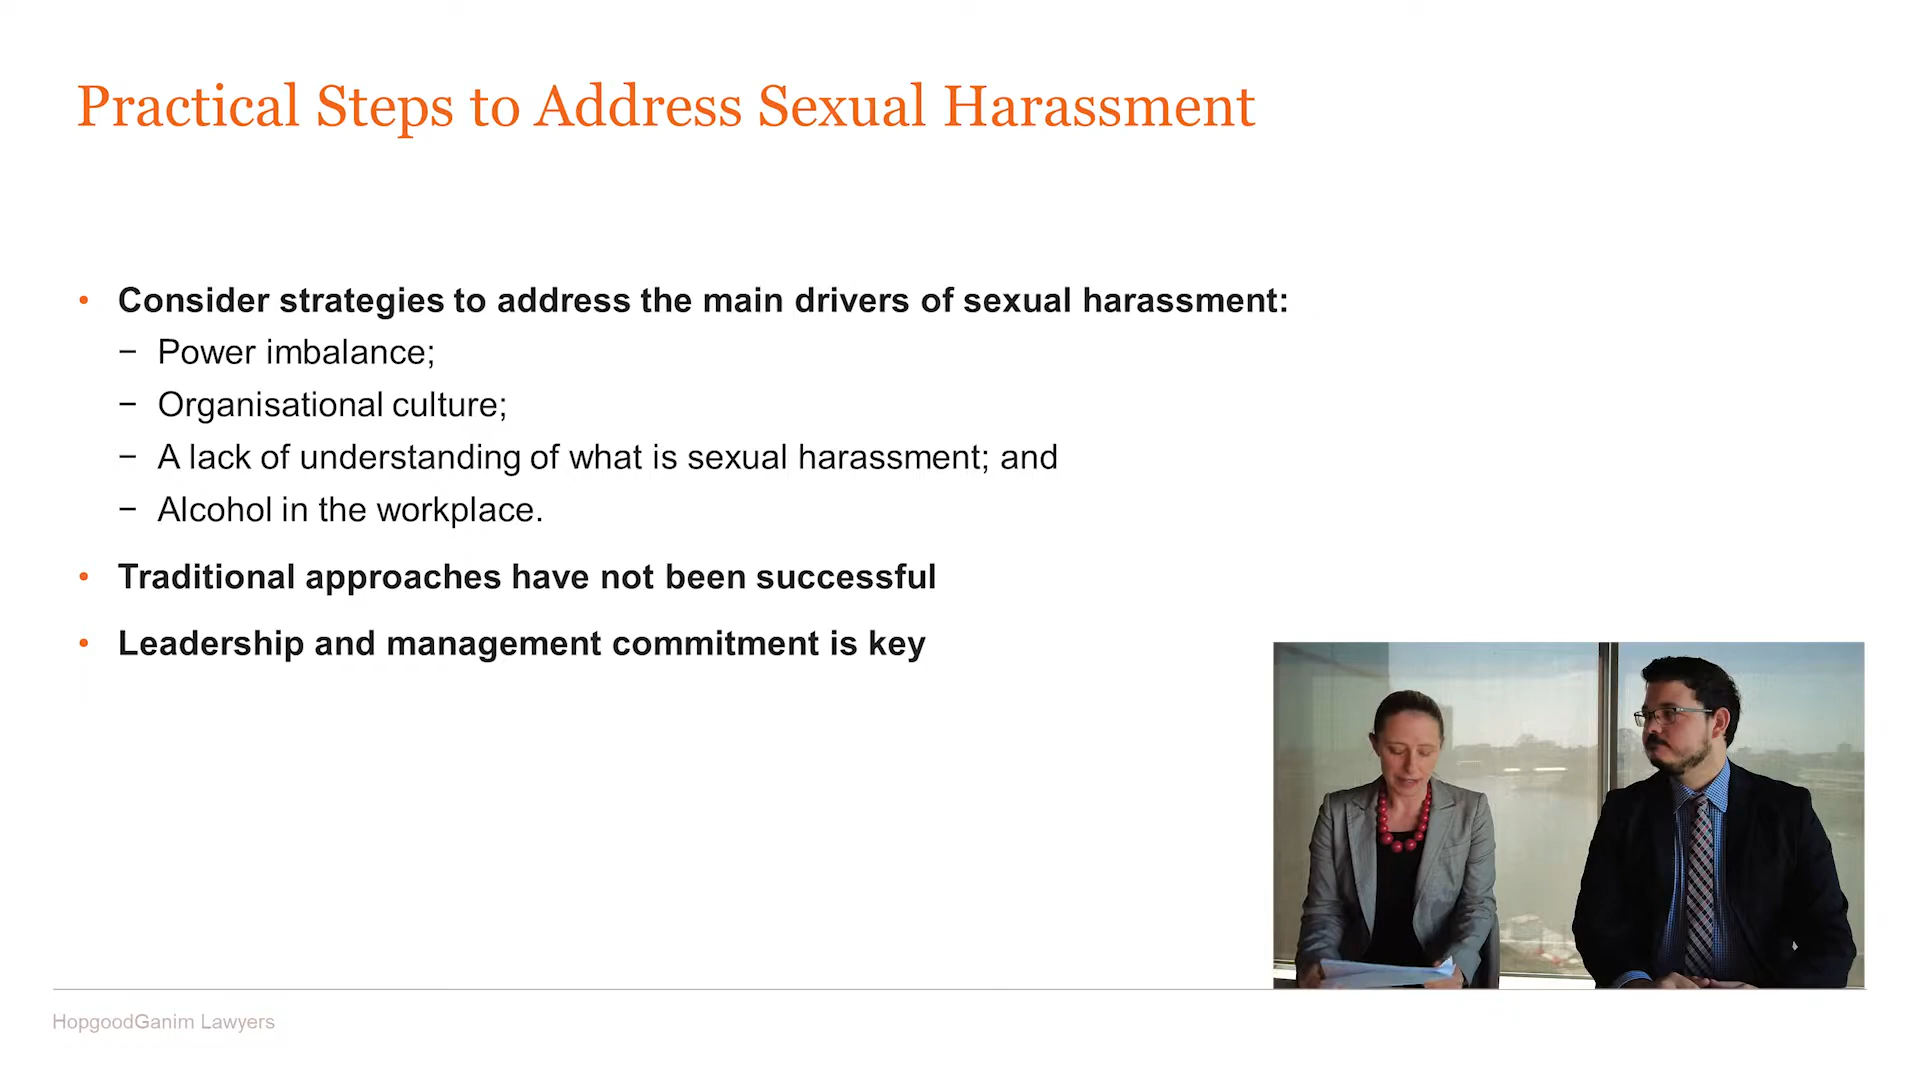 Practical Steps to Address Sexual Harassment
• Consider strategies to address the main drivers of sexual harassment:
− Power imbalance;
− Organisational culture;
− A lack of understanding of what is sexual harassment; and
− Alcohol in the workplace.
• Traditional approaches have not been successful
• Leadership and management commitment is key
HopgoodGanim Lawyers